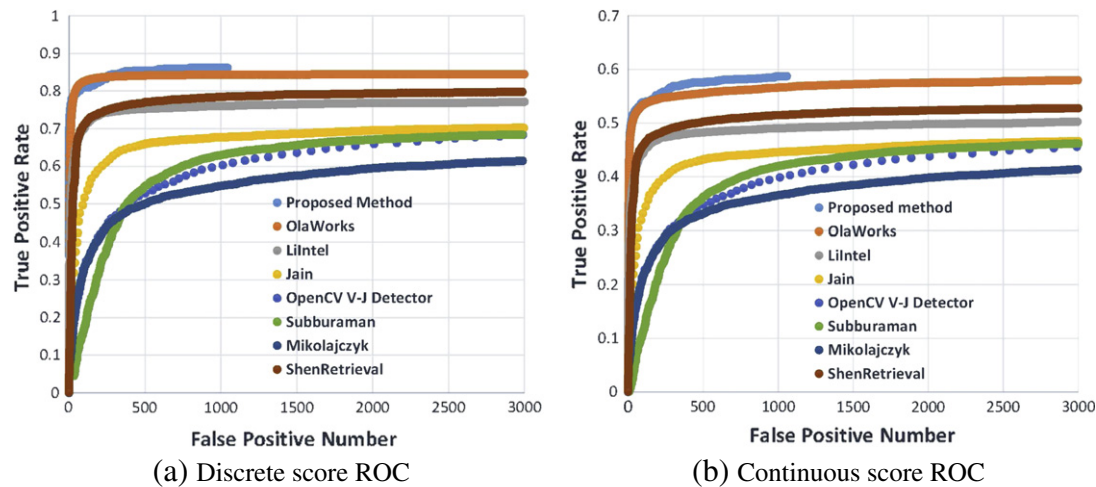 1
0.9
0.8
0.7
0.6
0.5
0.4
0.3
0.2
0.1
0
True Positive Rate
Proposed Method
OlaWorks
LiIntel
Jain
OpenCV V-J Detector
Subburaman
Mikolajczyk
ShenRetrieval
0 500 1000 1500 2000 2500 3000
False Positive Number
(a) Discrete score ROC
0.7
0.6
0.5
0.4
0.3
0.2
0.1
0
True Positive Rate
Proposed method
OlaWorks
LiIntel
Jain
OpenCV V-J Detector
Subburaman
Mikolajczyk
ShenRetrieval
0 500 1000 1500 2000 2500 3000
False Positive Number
(b) Continuous score ROC